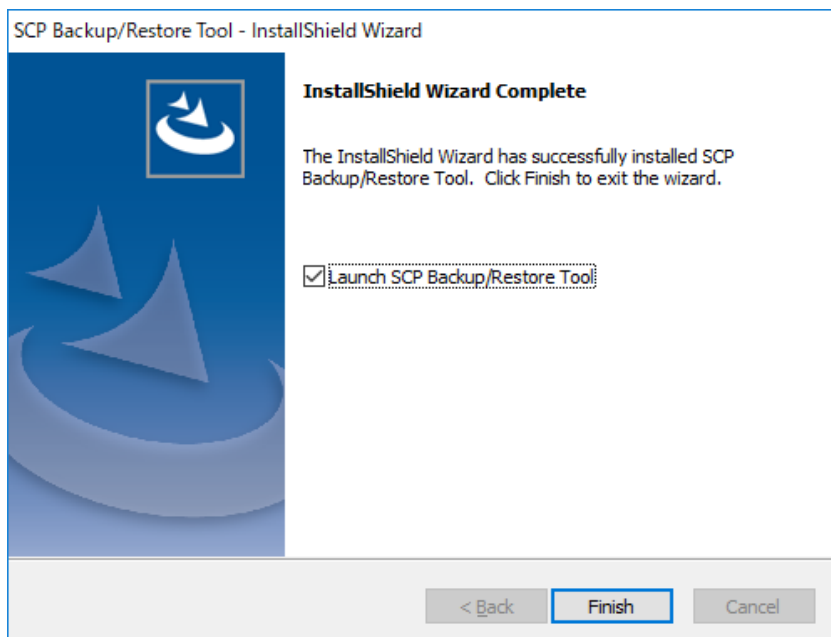 SCP Backup/Restore Tool - InstallShield Wizard
InstallShield Wizard Complete
The InstallShield Wizard has successfully installed SCP
Backup/Restore Tool. Click Finish to exit the wizard.
Launch SCP Backup/Restore Tool
< Back
Finish
Cancel